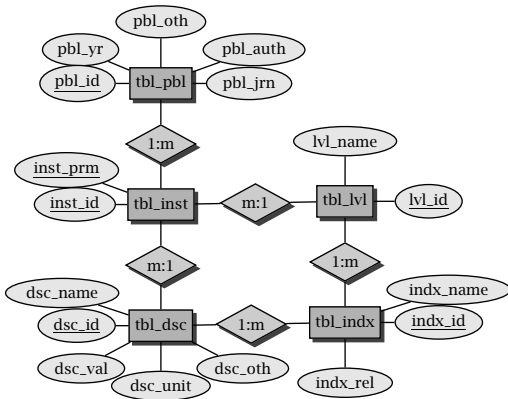 pbl_oth
pbl_yr
pbl_auth
pbl_id
tbl_pbl
pbl_jrn
1:m
lvl_name
inst_prm
inst_id
tbl_inst
m:1
tbl_lvl
lvl_id
m:1
1:m
dsc_name
indx_name
dsc_id
tbl_dsc
1:m
tbl_indx
indx_id
dsc_val
dsc_unit
dsc_oth
indx_rel